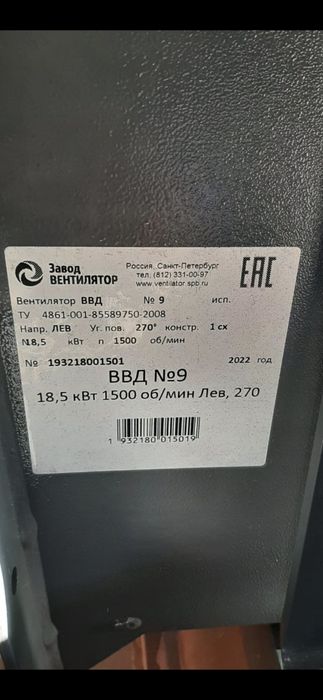 Завод
ВЕНТИЛЯТОР
Россия, Санкт-Петербург
тел. (812) 331-00-97
www.ventilator.spb.ru
EAC
Вентилятор ВВД № 9 исп.
ТУ 4861-001-85589750-2008
Напр. ЛЕВ Уг. пов. 270° констр. 1 сх
N18,5 кВт n 1500 об/мин
№ 193218001501 2022 год
ВВД №9
18,5 кВт 1500 об/мин Лев, 270
1 932180 015019